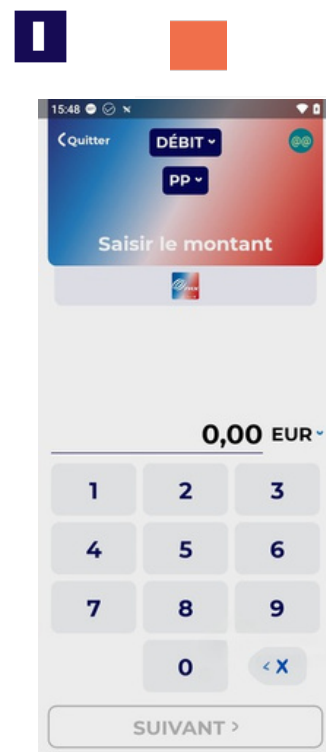 15:48
Quitter
DÉBIT
PP
Saisir le montant
0,00 EUR
1 2 3
4 5 6
7 8 9
0 < X
SUIVANT >